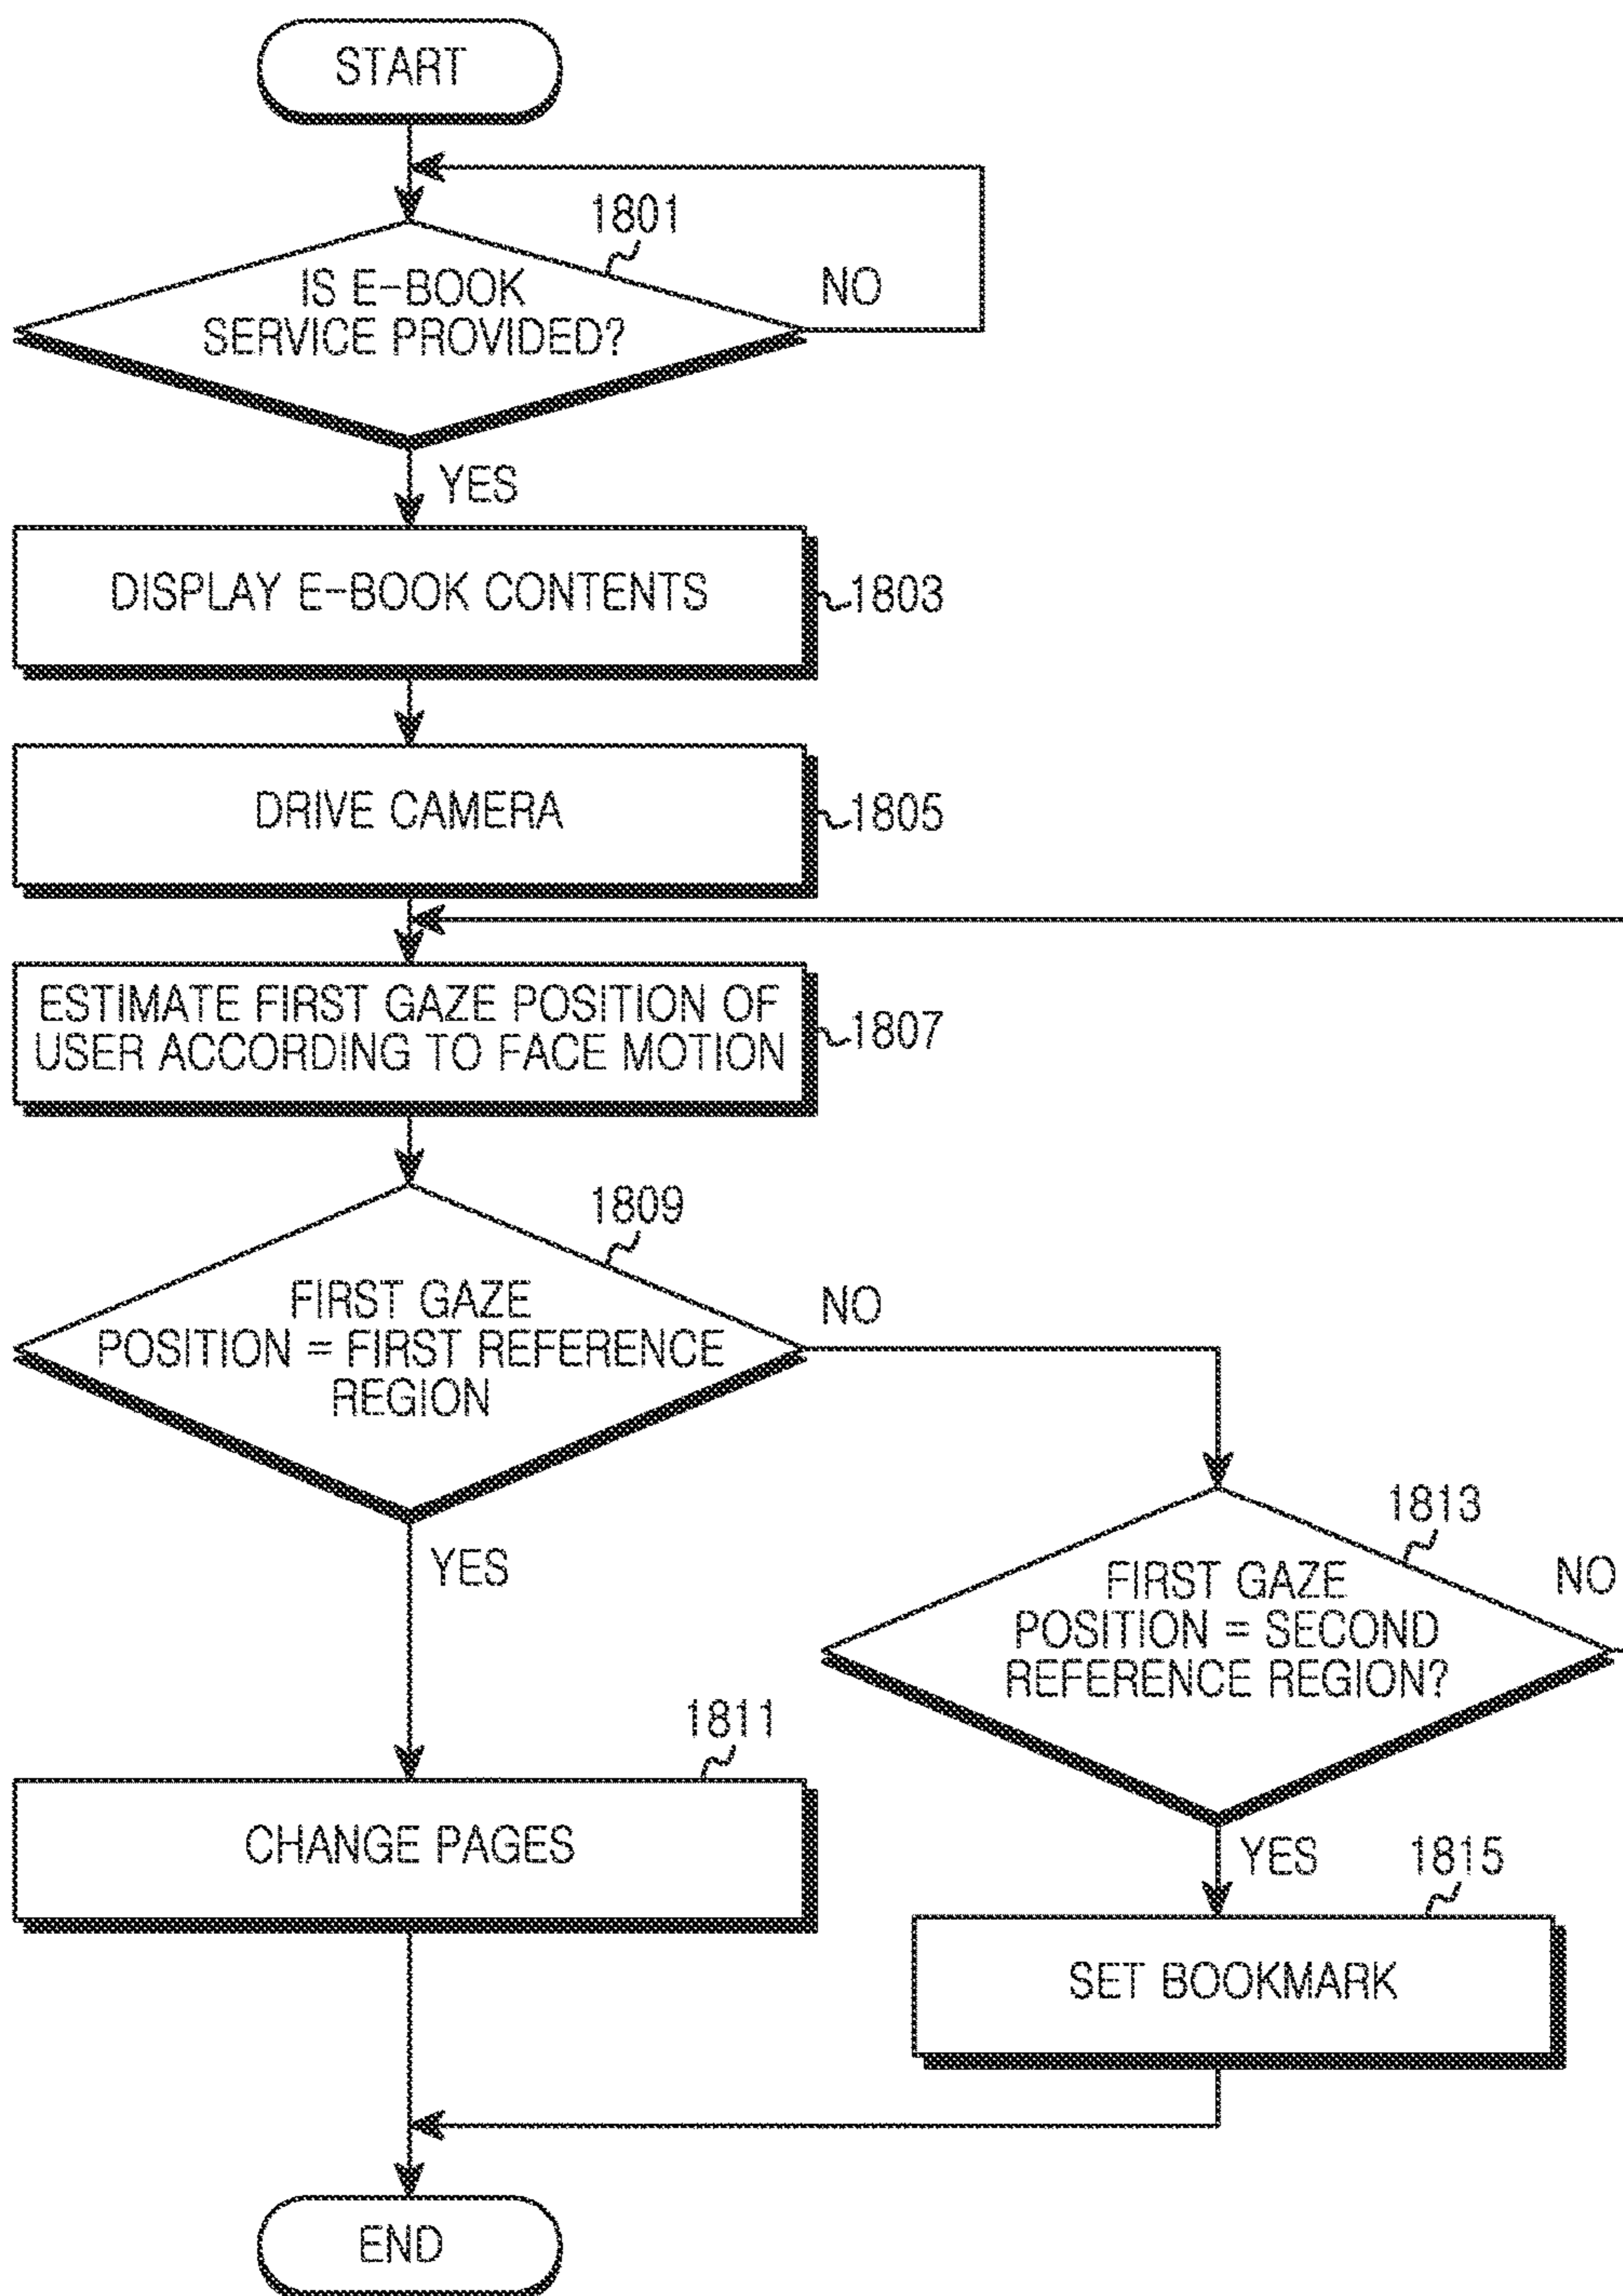 START
1801
IS E-BOOK
SERVICE PROVIDED?
NO
YES
DISPLAY E-BOOK CONTENTS
1803
DRIVE CAMERA
1805
ESTIMATE FIRST GAZE POSITION OF
USER ACCORDING TO FACE MOTION
1807
1809
FIRST GAZE
POSITION = FIRST REFERENCE
REGION
NO
YES
1813
FIRST GAZE
POSITION = SECOND
REFERENCE REGION?
NO
1811
CHANGE PAGES
YES
1815
SET BOOKMARK
END